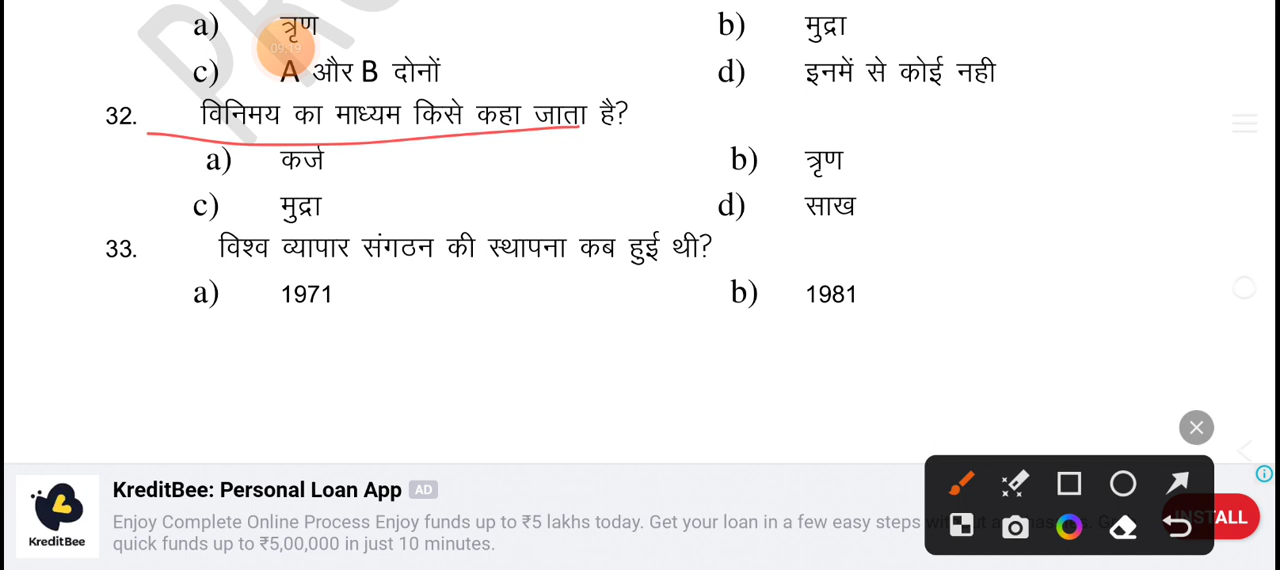 a) त्रृण b) मुद्रा
09:19
c) A और B दोनों d) इनमें से कोई नही
32. विनिमय का माध्यम किसे कहा जाता है?
a) कर्ज b) त्रृण
c) मुद्रा d) साख
33. विश्व व्यापार संगठन की स्थापना कब हुई थी?
a) 1971 b) 1981
KreditBee: Personal Loan App AD
Enjoy Complete Online Process Enjoy funds up to ₹5 lakhs today. Get your loan in a few easy steps
quick funds up to ₹5,00,000 in just 10 minutes.
KreditBee
INSTALL